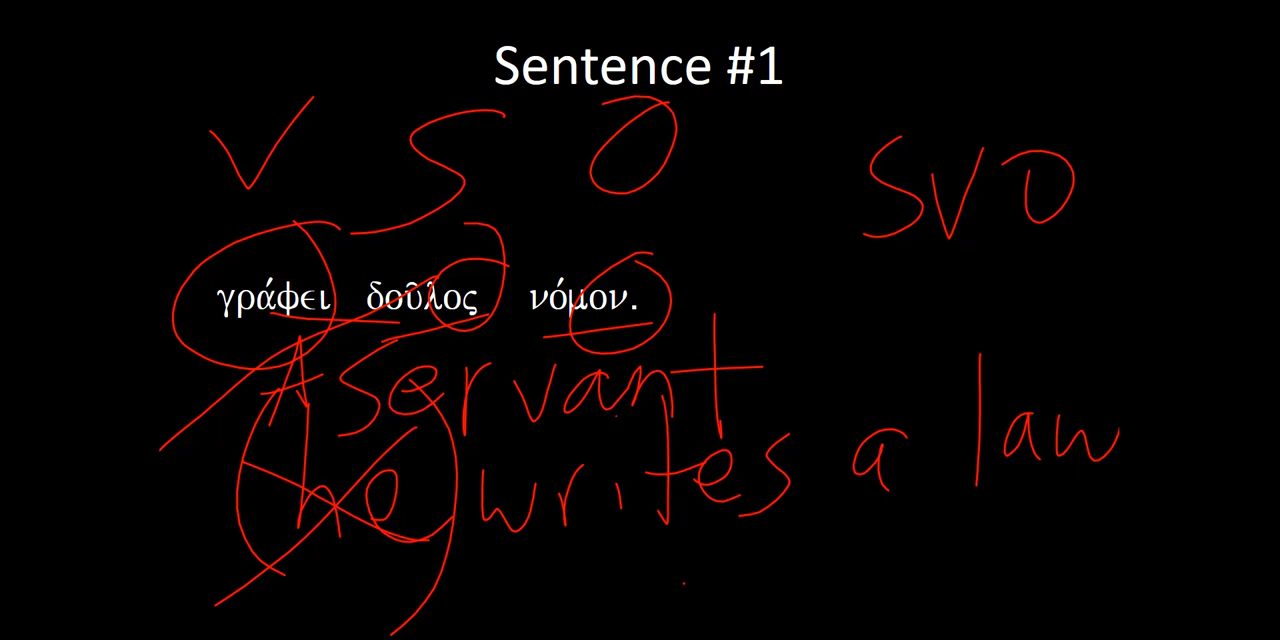 Sentence #1
V S O
SVO
γράφει δοῦλος νόμον.
A servant
(he) writes a law